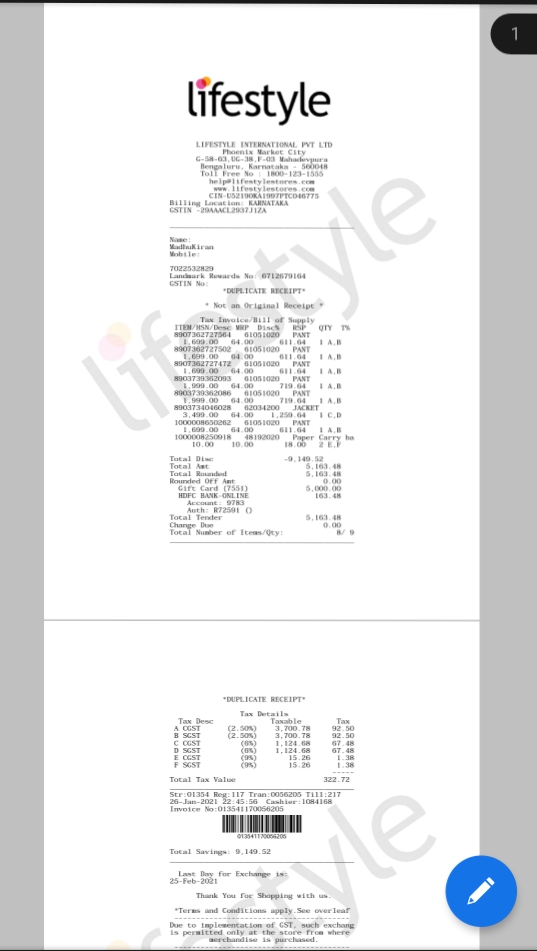 1
lifestyle
LIFESTYLE INTERNATIONAL PVT LTD
Phoenix Market City
G-58-63,UG-38,F-03 Mahadevpura
Bengaluru, Karnataka - 560048
Toll Free No : 1800-123-1555
help@lifestylestores.com
www.lifestylestores.com
CIN-U52190KA1997PTC046775
Billing Location: KARNATAKA
GSTIN -29AAACL2937J1ZA
Name:
MadhuKiran
Mobile:
7022532829
Landmark Rewards No: 6712679164
GSTIN No:
*DUPLICATE RECEIPT*
* Not an Original Receipt *
Tax Invoice/Bill of Supply
ITEM/HSN/Desc MRP Disc% RSP QTY T%
8907362727564 61051020 PANT
1,699.00 64.00 611.64 1 A,B
8907362727502 61051020 PANT
1,699.00 64.00 611.64 1 A,B
8907362727472 61051020 PANT
1,699.00 64.00 611.64 1 A,B
8903739362093 61051020 PANT
1,999.00 64.00 719.64 1 A,B
8903739362086 61051020 PANT
1,999.00 64.00 719.64 1 A,B
8903734046028 62034200 JACKET
3,499.00 64.00 1,259.64 1 C,D
1000008650262 61051020 PANT
1,699.00 64.00 611.64 1 A,B
1000008250918 48192020 Paper Carry ba
10.00 10.00 18.00 2 E,F
Total Disc -9,149.52
Total Amt 5,163.48
Total Rounded 5,163.48
Rounded Off Amt 0.00
Gift Card (7551) 5,000.00
HDFC BANK-ONLINE 163.48
Account: 9783
Auth: R72591 ()
Total Tender 5,163.48
Change Due 0.00
Total Number of Items/Qty: 8/ 9
*DUPLICATE RECEIPT*
Tax Details
Tax Desc Taxable Tax
A CGST (2.50%) 3,700.78 92.50
B SGST (2.50%) 3,700.78 92.50
C CGST (6%) 1,124.68 67.48
D SGST (6%) 1,124.68 67.48
E CGST (9%) 15.26 1.38
F SGST (9%) 15.26 1.38
Total Tax Value 322.72
Str:01354 Reg:117 Tran:0056205 Till:217
26-Jan-2021 22:45:56 Cashier:1084168
Invoice No:013541170056205
013541170056205
Total Savings: 9,149.52
Last Day for Exchange is:
25-Feb-2021
Thank You for Shopping with us.
*Terms and Conditions apply.See overleaf
Due to implementation of GST, such exchang
is permitted only at the store from where
merchandise is purchased.